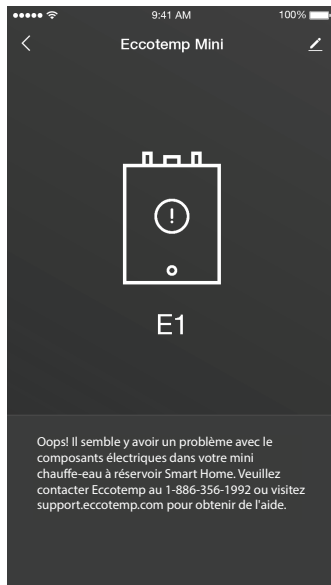 9:41 AM
100%
Eccotemp Mini
!
E1
Oops! Il semble y avoir un problème avec le
composants électriques dans votre mini
chauffe-eau à réservoir Smart Home. Veuillez
contacter Eccotemp au 1-886-356-1992 ou visitez
support.eccotemp.com pour obtenir de l'aide.